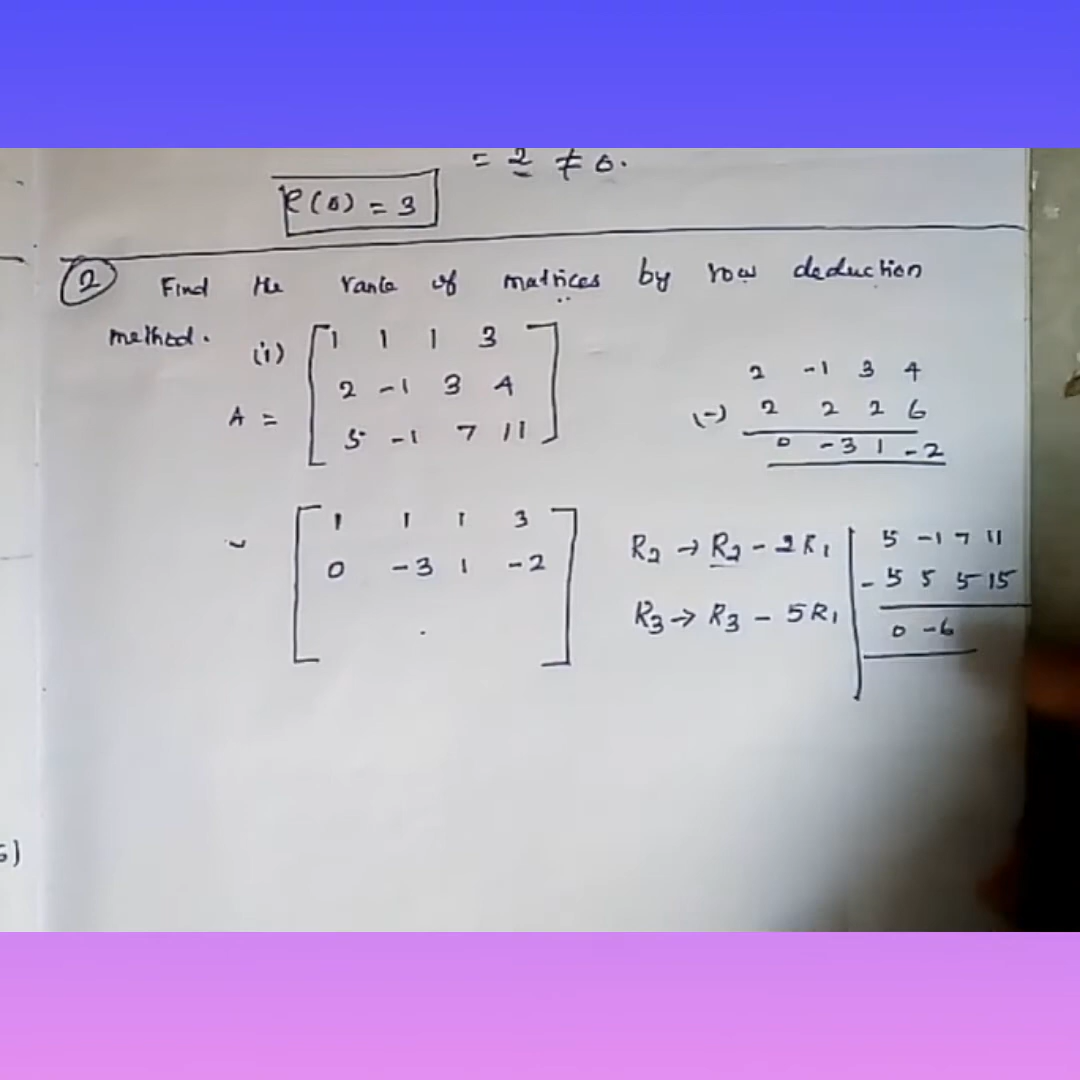 = 2 ≠ 0.
ρ(A) = 3
② Find the rank of matrices by row deduction
method.
(i)
A = [1 1 1 3
2 -1 3 4
5 -1 7 11]
2 -1 3 4
(-) 2 2 2 6
0 -3 1 -2
~ [1 1 1 3
0 -3 1 -2
]
R2 → R2 - 2R1
R3 → R3 - 5R1
5 -1 7 11
- 5 5 5 15
0 -6
5)